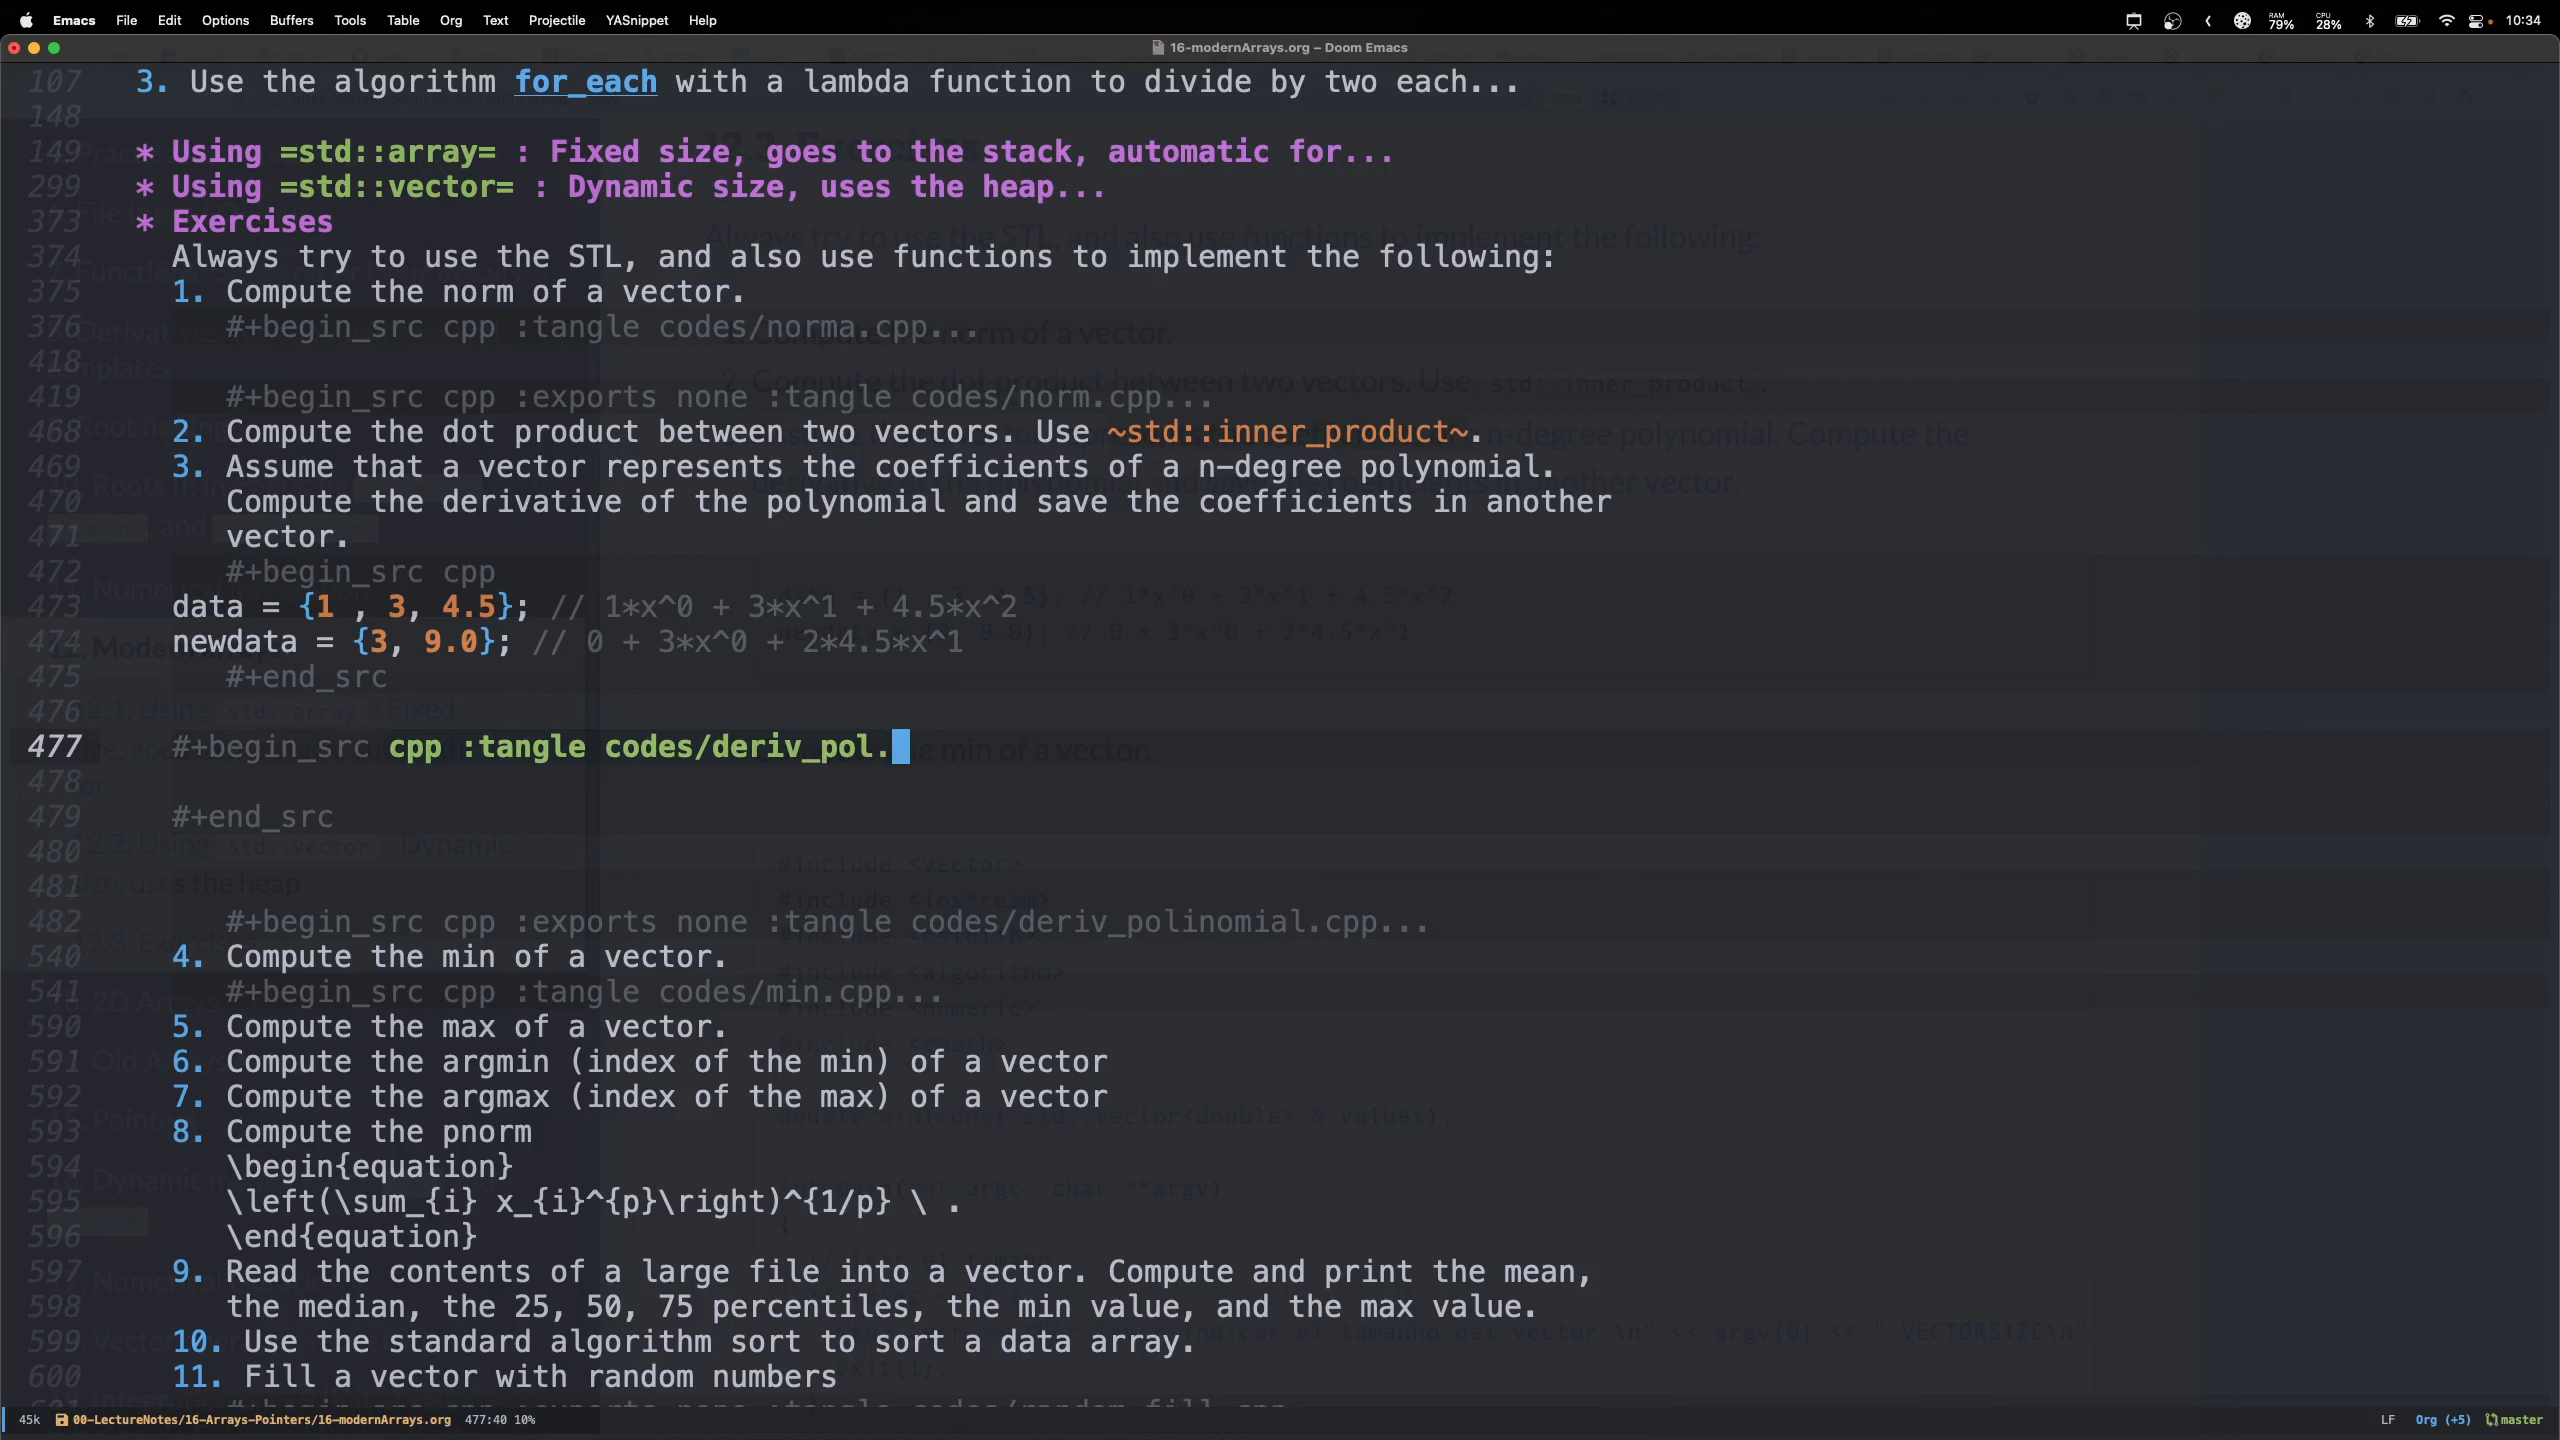 Emacs File Edit Options Buffers Tools Table Org Text Projectile YASnippet Help RAM 79% CPU 28% 10:34
16-modernArrays.org – Doom Emacs
107 3. Use the algorithm for_each with a lambda function to divide by two each...
148
149 * Using =std::array= : Fixed size, goes to the stack, automatic for...
299 * Using =std::vector= : Dynamic size, uses the heap...
373 * Exercises
374 Always try to use the STL, and also use functions to implement the following:
375 1. Compute the norm of a vector.
376 #+begin_src cpp :tangle codes/norma.cpp...
418
419 #+begin_src cpp :exports none :tangle codes/norm.cpp...
468 2. Compute the dot product between two vectors. Use ~std::inner_product~.
469 3. Assume that a vector represents the coefficients of a n-degree polynomial.
470 Compute the derivative of the polynomial and save the coefficients in another
471 vector.
472 #+begin_src cpp
473 data = {1 , 3, 4.5}; // 1*x^0 + 3*x^1 + 4.5*x^2
474 newdata = {3, 9.0}; // 0 + 3*x^0 + 2*4.5*x^1
475 #+end_src
476
477 #+begin_src cpp :tangle codes/deriv_pol.
478
479 #+end_src
480
481
482 #+begin_src cpp :exports none :tangle codes/deriv_polinomial.cpp...
540 4. Compute the min of a vector.
541 #+begin_src cpp :tangle codes/min.cpp...
590 5. Compute the max of a vector.
591 6. Compute the argmin (index of the min) of a vector
592 7. Compute the argmax (index of the max) of a vector
593 8. Compute the pnorm
594 \begin{equation}
595 \left(\sum_{i} x_{i}^{p}\right)^{1/p} \ .
596 \end{equation}
597 9. Read the contents of a large file into a vector. Compute and print the mean,
598 the median, the 25, 50, 75 percentiles, the min value, and the max value.
599 10. Use the standard algorithm sort to sort a data array.
600 11. Fill a vector with random numbers
45k 00-LectureNotes/16-Arrays-Pointers/16-modernArrays.org 477:40 10% LF Org (+5) master